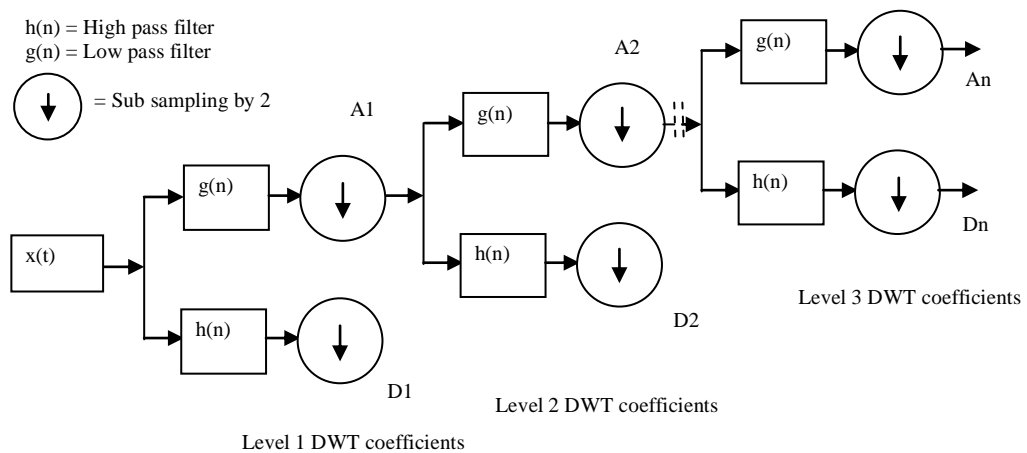 h(n) = High pass filter
g(n) = Low pass filter
= Sub sampling by 2
A1
A2
An
g(n)
g(n)
g(n)
x(t)
h(n)
h(n)
h(n)
Dn
D2
D1
Level 3 DWT coefficients
Level 2 DWT coefficients
Level 1 DWT coefficients